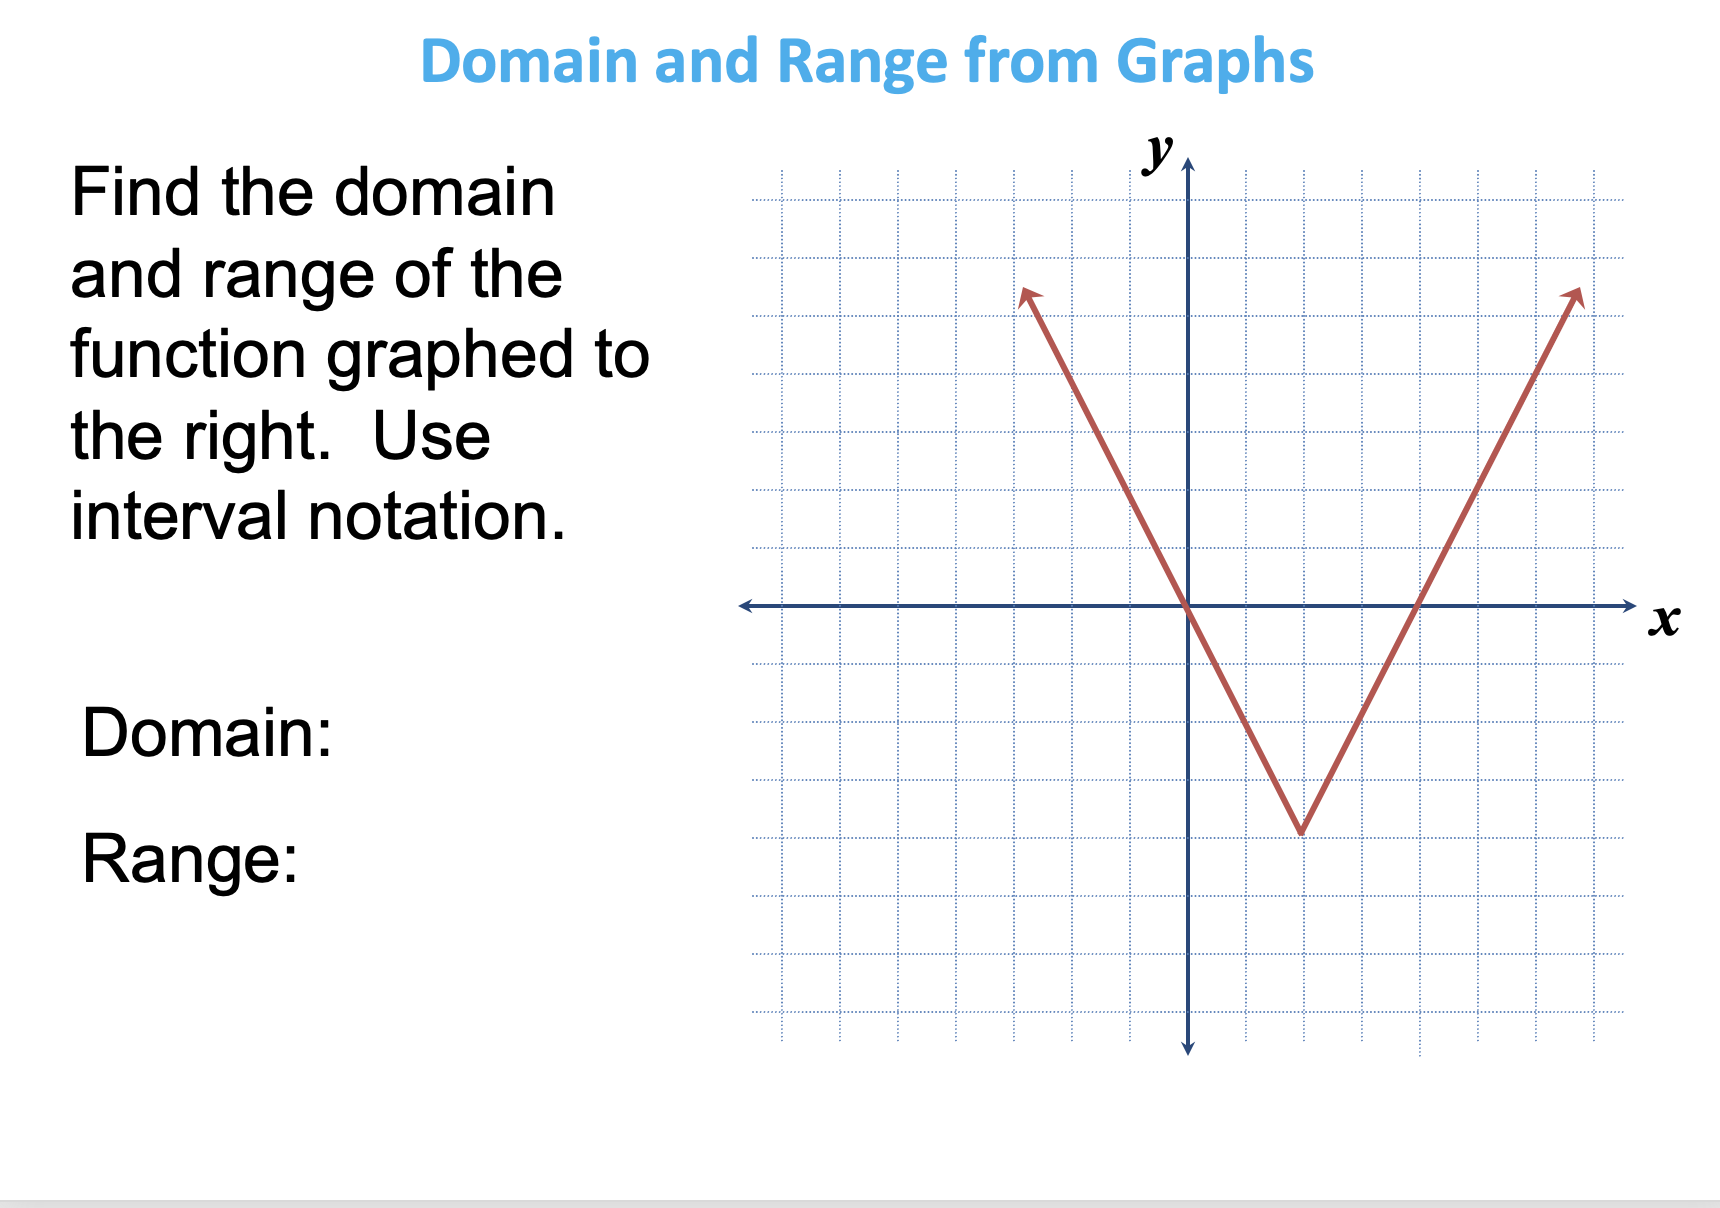 Domain and Range from Graphs
y
Find the domain
and range of the
function graphed to
the right.  Use
interval notation.
x
Domain:
Range: